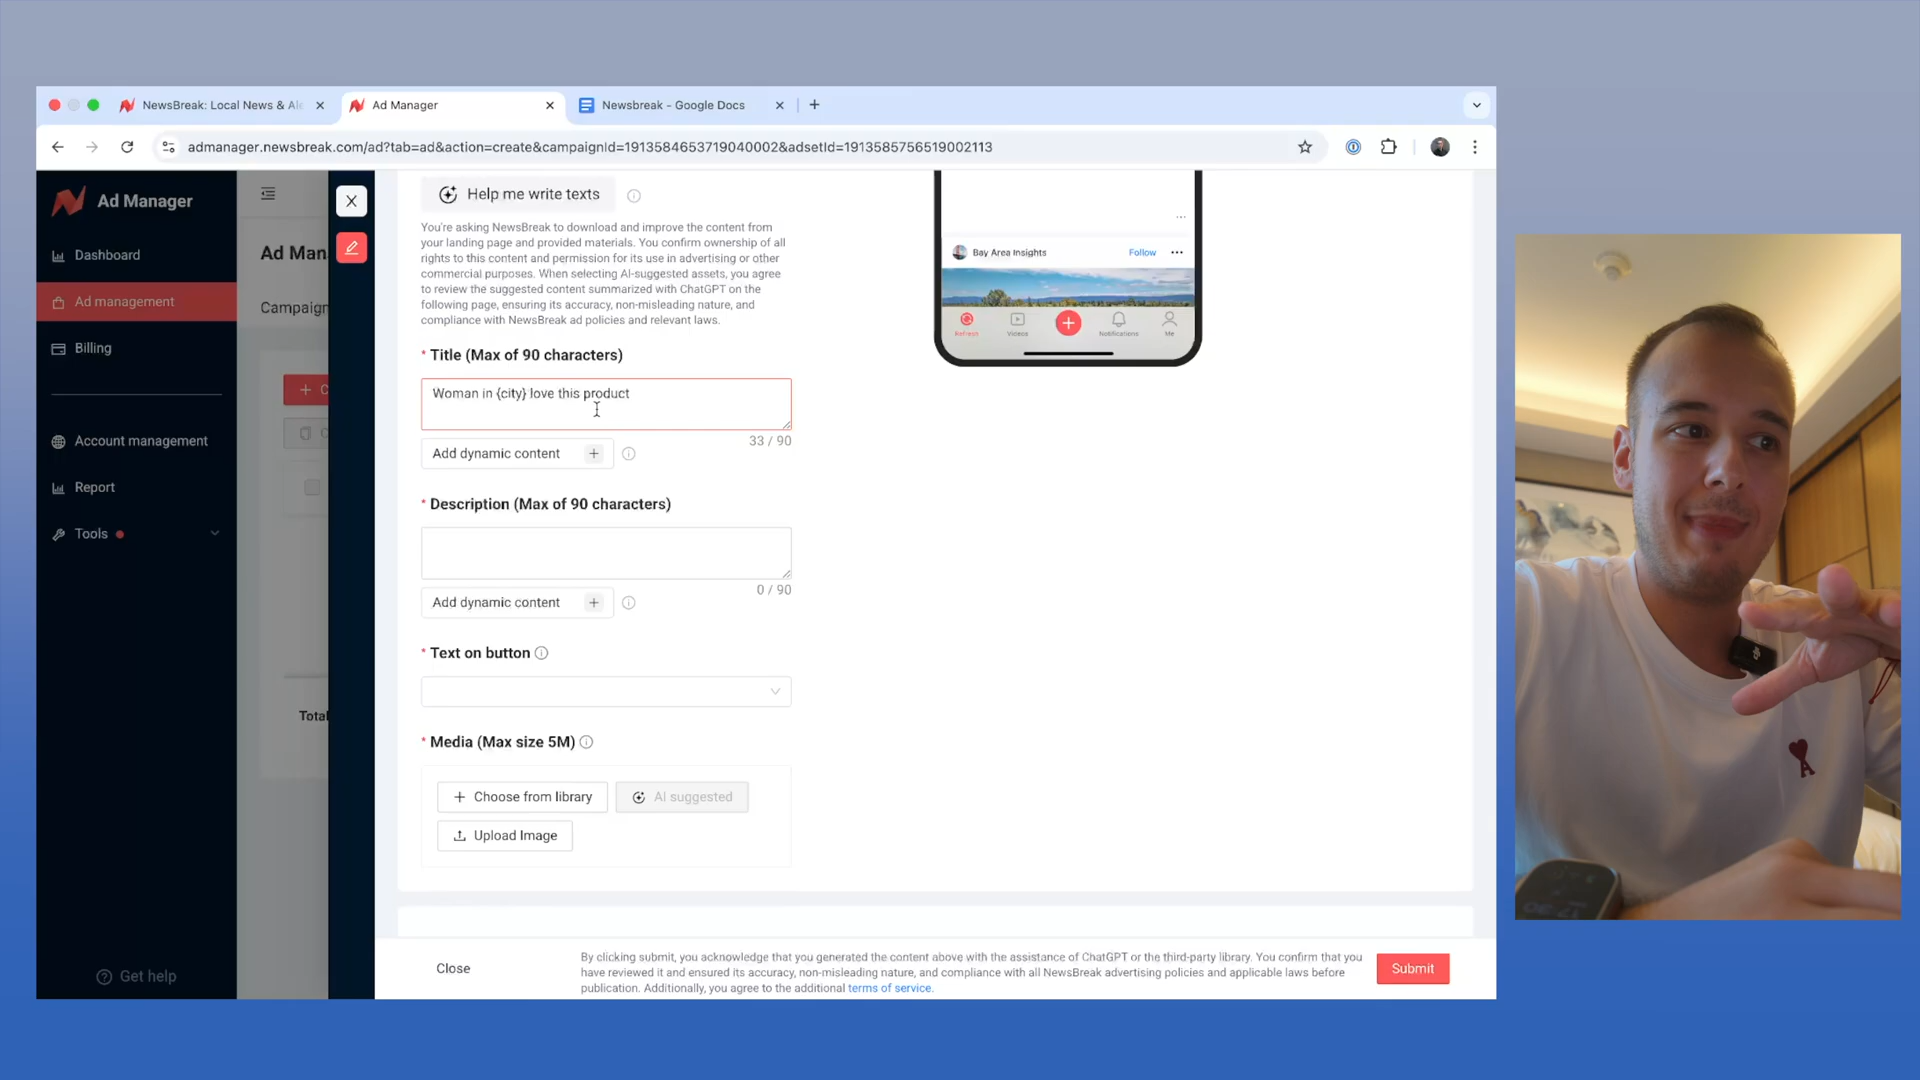 NewsBreak: Local News & Ale
Ad Manager
Newsbreak - Google Docs
admanager.newsbreak.com/ad?tab=ad&action=create&campaignId=1913584653719040002&adsetId=1913585756519002113
Ad Manager
Dashboard
Ad management
Billing
Account management
Report
Tools
Get help
Ad Man
Campaign
+ C
C
Total
Help me write texts
You're asking NewsBreak to download and improve the content from
your landing page and provided materials. You confirm ownership of all
rights to this content and permission for its use in advertising or other
commercial purposes. When selecting AI-suggested assets, you agree
to review the suggested content summarized with ChatGPT on the
following page, ensuring its accuracy, non-misleading nature, and
compliance with NewsBreak ad policies and relevant laws.
* Title (Max of 90 characters)
Woman in {city} love this product
33 / 90
Add dynamic content +
* Description (Max of 90 characters)
0 / 90
Add dynamic content +
* Text on button
* Media (Max size 5M)
+ Choose from library
AI suggested
Upload Image
Bay Area Insights
Follow
Refresh
Videos
Notifications
Me
Close
By clicking submit, you acknowledge that you generated the content above with the assistance of ChatGPT or the third-party library. You confirm that you
have reviewed it and ensured its accuracy, non-misleading nature, and compliance with all NewsBreak advertising policies and applicable laws before
publication. Additionally, you agree to the additional terms of service.
Submit
A